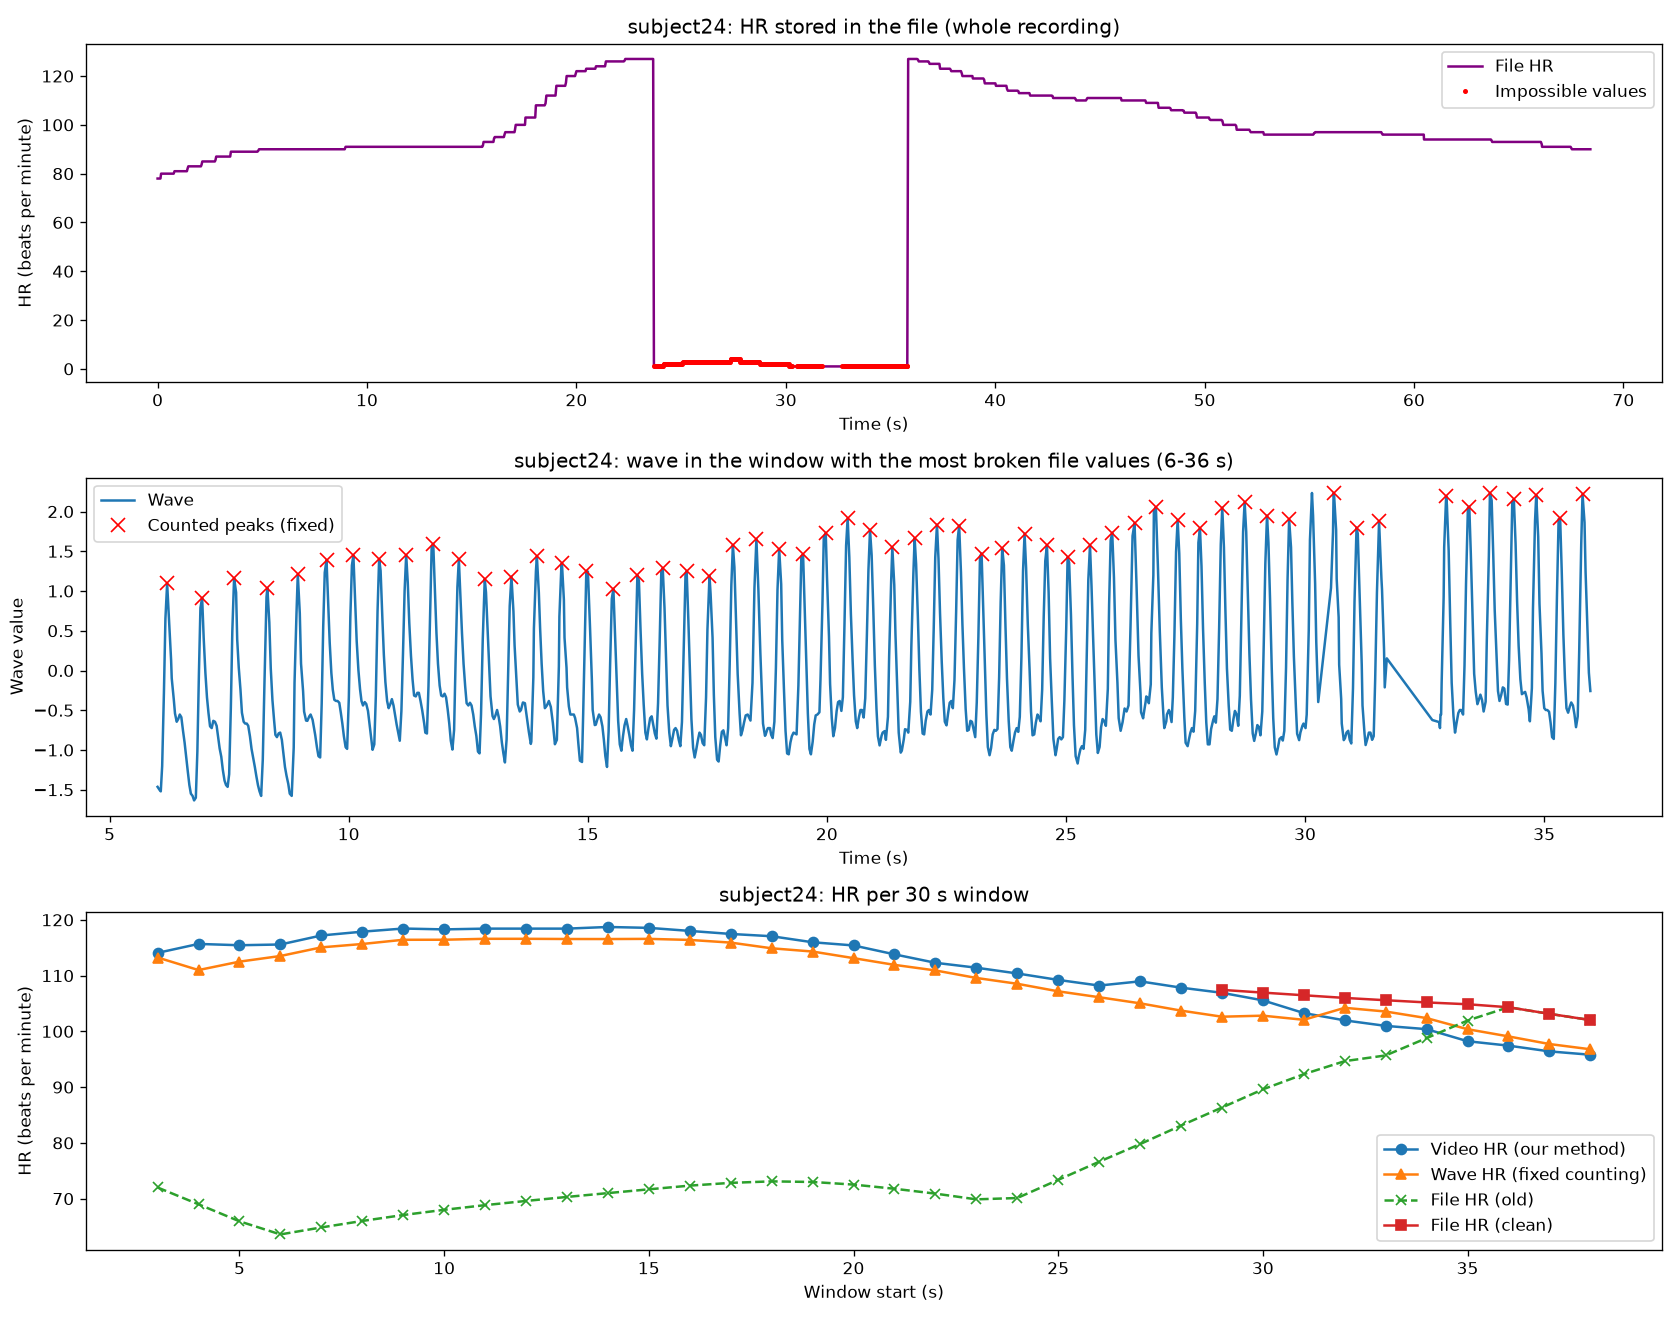 subject24: HR stored in the file (whole recording)
HR (beats per minute)
120
100
80
60
40
20
0
File HR
Impossible values
0 10 20 30 40 50 60 70
Time (s)
subject24: wave in the window with the most broken file values (6-36 s)
Wave value
2.0
1.5
1.0
0.5
0.0
−0.5
−1.0
−1.5
Wave
Counted peaks (fixed)
5 10 15 20 25 30 35
Time (s)
subject24: HR per 30 s window
HR (beats per minute)
120
110
100
90
80
70
Video HR (our method)
Wave HR (fixed counting)
File HR (old)
File HR (clean)
5 10 15 20 25 30 35
Window start (s)